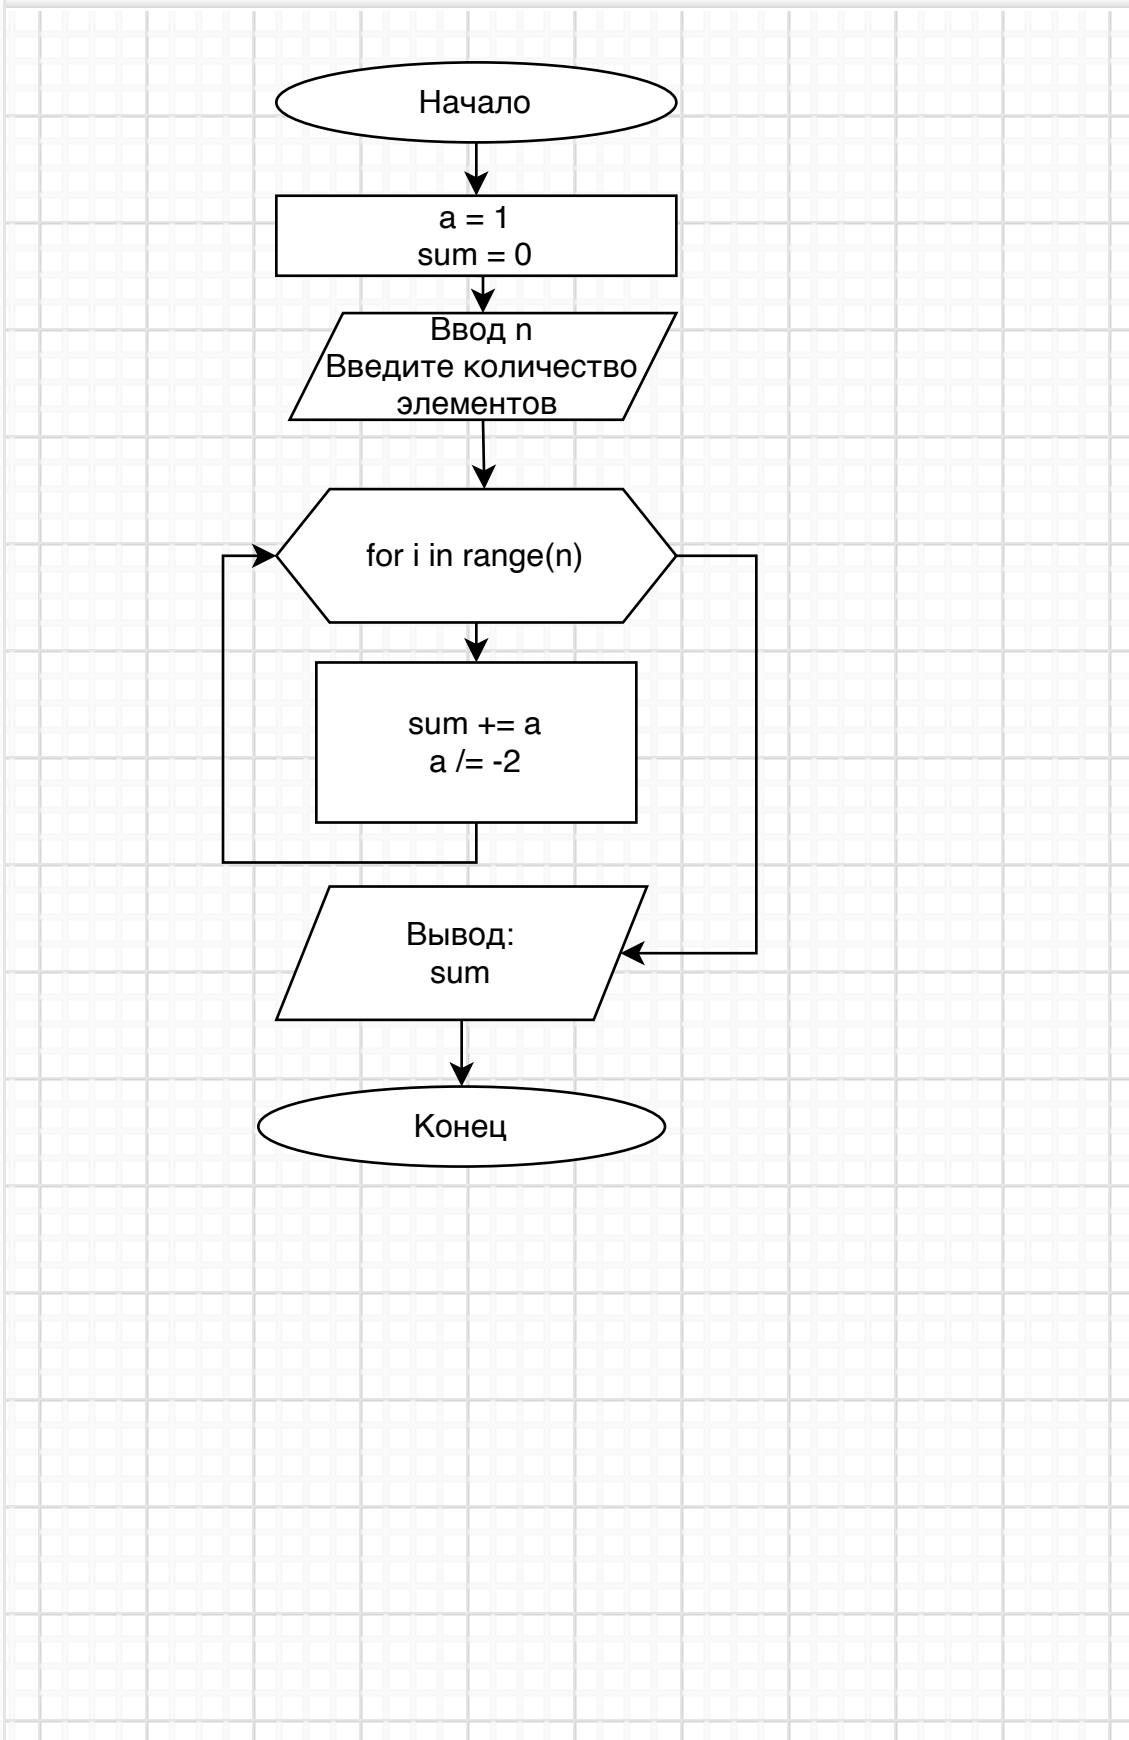 Начало
a = 1
sum = 0
Ввод n
Введите количество
элементов
for i in range(n)
sum += a
a /= -2
Вывод:
sum
Конец